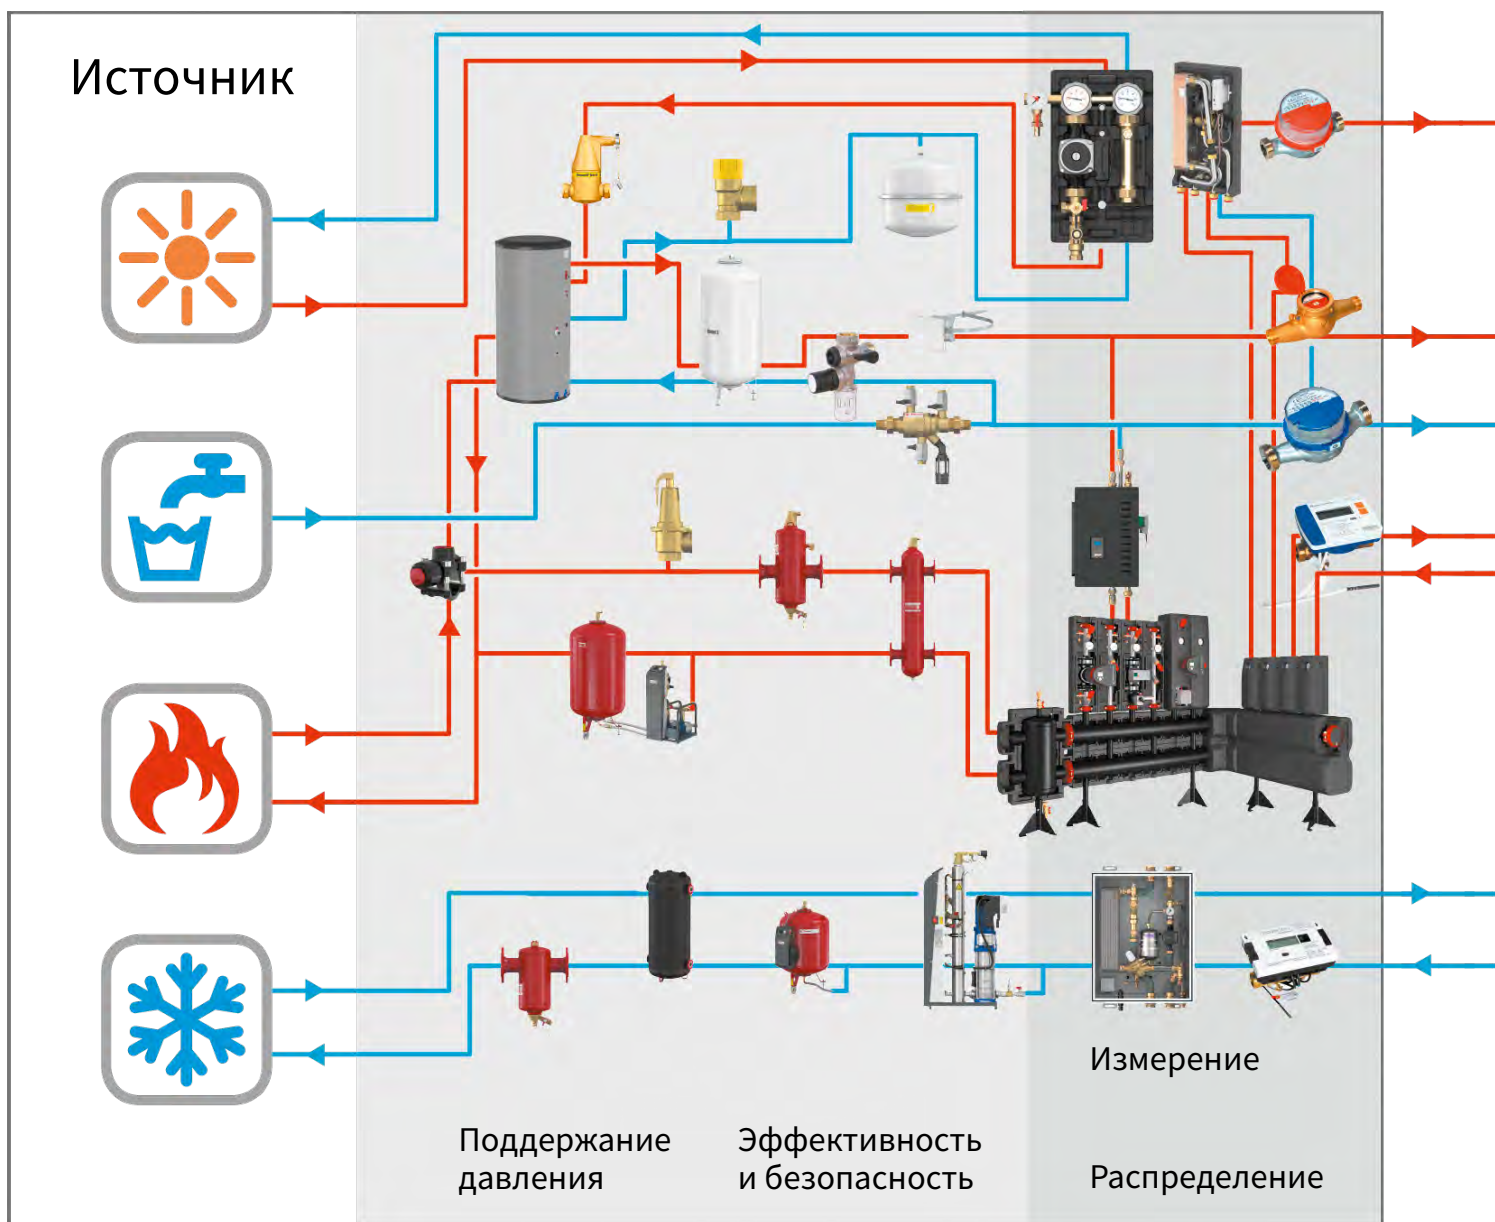 Источник
Измерение
Поддержание
давления
Эффективность
и безопасность
Распределение